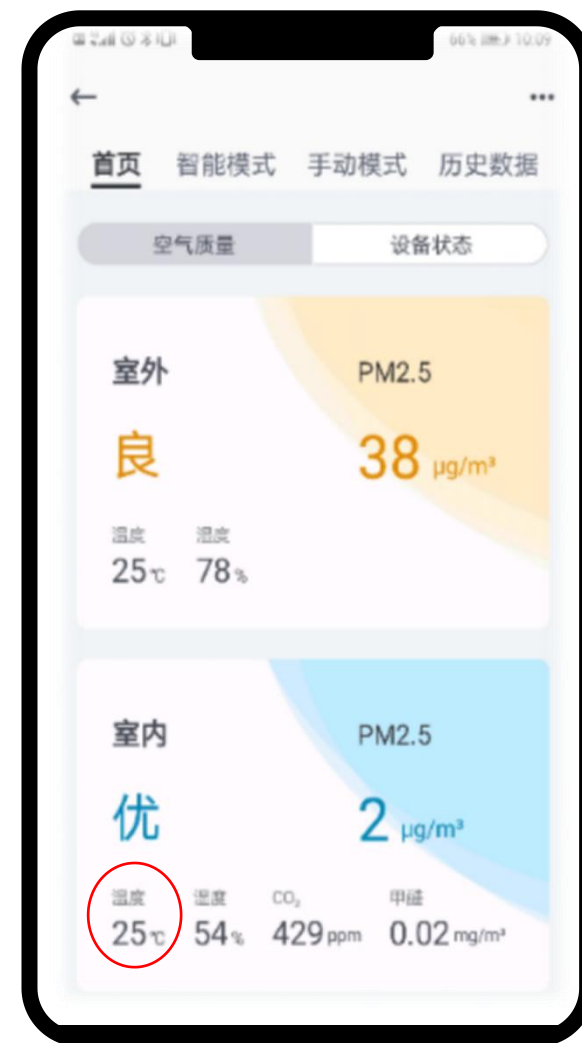 66% 10:09
首页 智能模式 手动模式 历史数据
空气质量 设备状态
室外 PM2.5
良 38 μg/m³
温度 湿度
25℃ 78%
室内 PM2.5
优 2 μg/m³
温度 湿度 CO₂ 甲醛
25℃ 54% 429ppm 0.02mg/m³